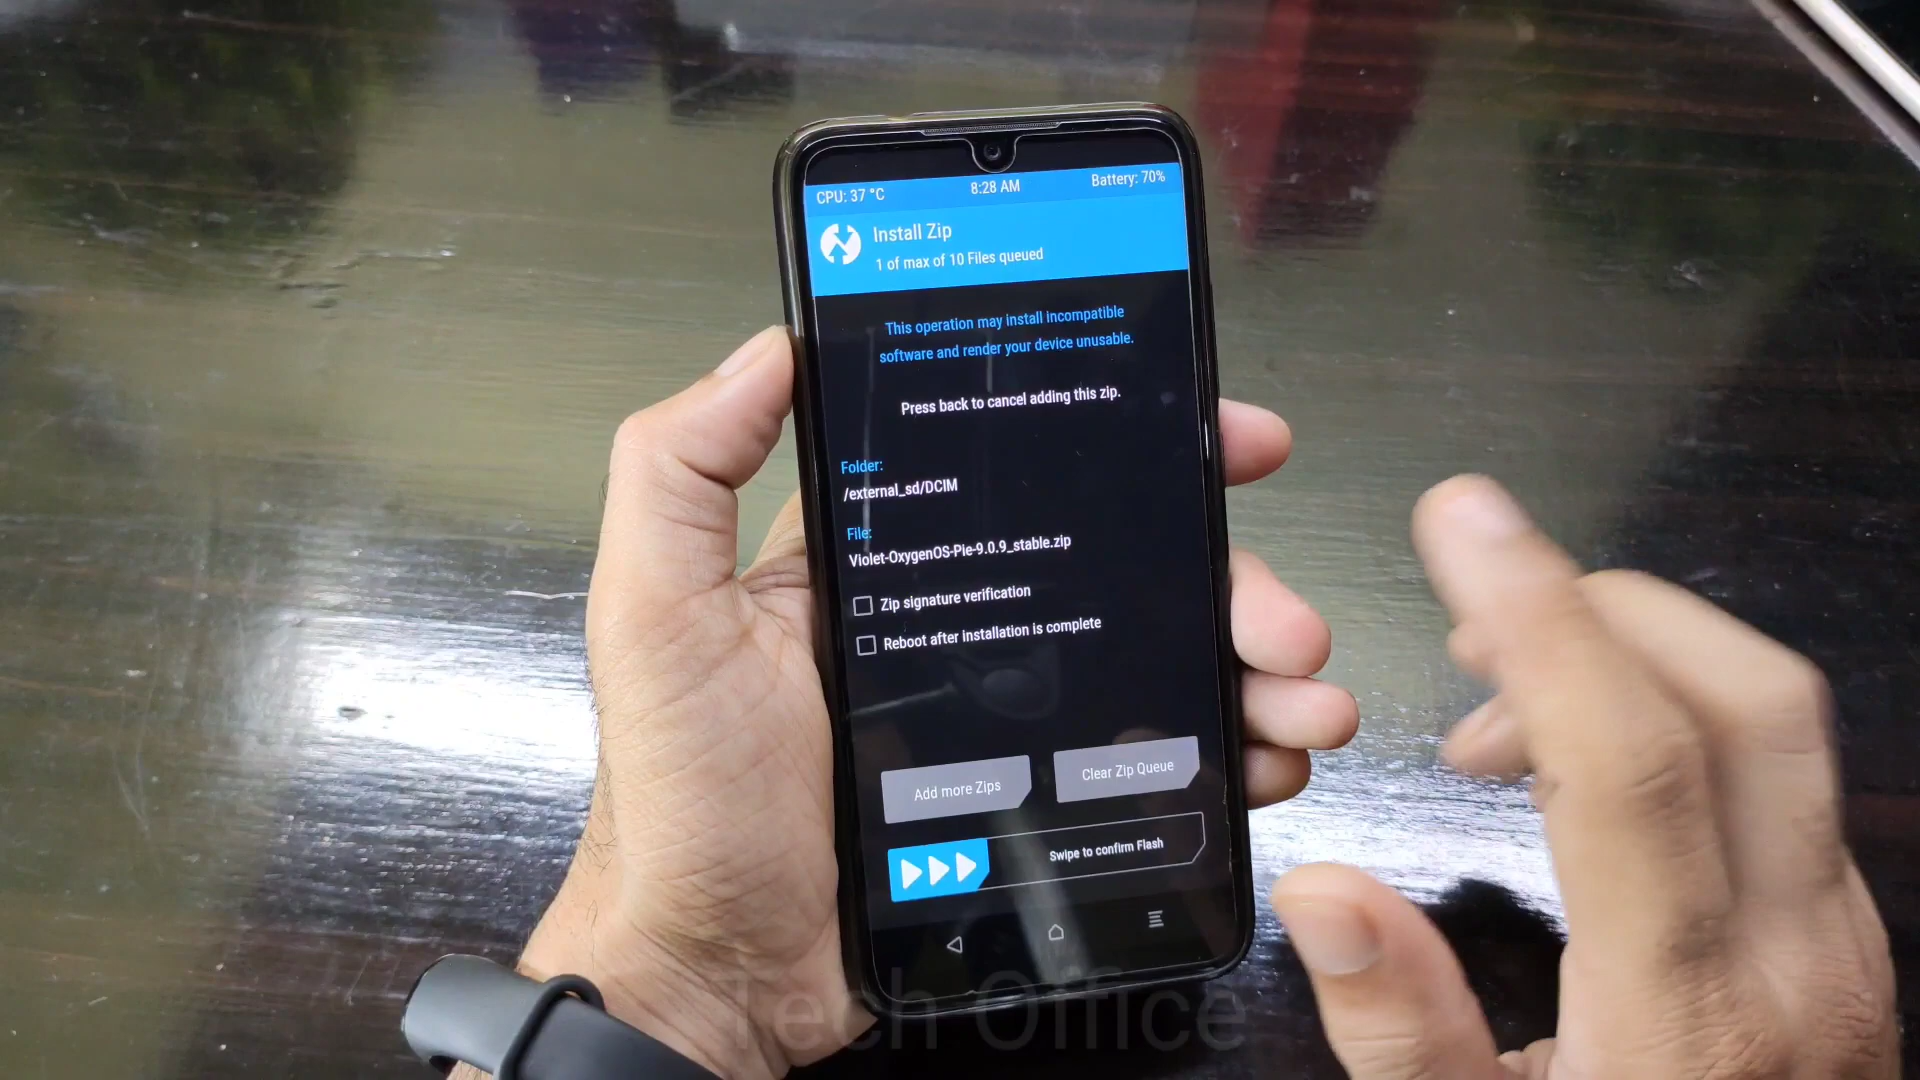 CPU: 37 °C 8:28 AM Battery: 70%
Install Zip
1 of max of 10 Files queued
This operation may install incompatible
software and render your device unusable.
Press back to cancel adding this zip.
Folder:
/external_sd/DCIM
File:
Violet-OxygenOS-Pie-9.0.9_stable.zip
Zip signature verification
Reboot after installation is complete
Add more Zips Clear Zip Queue
Swipe to confirm Flash
Tech Office